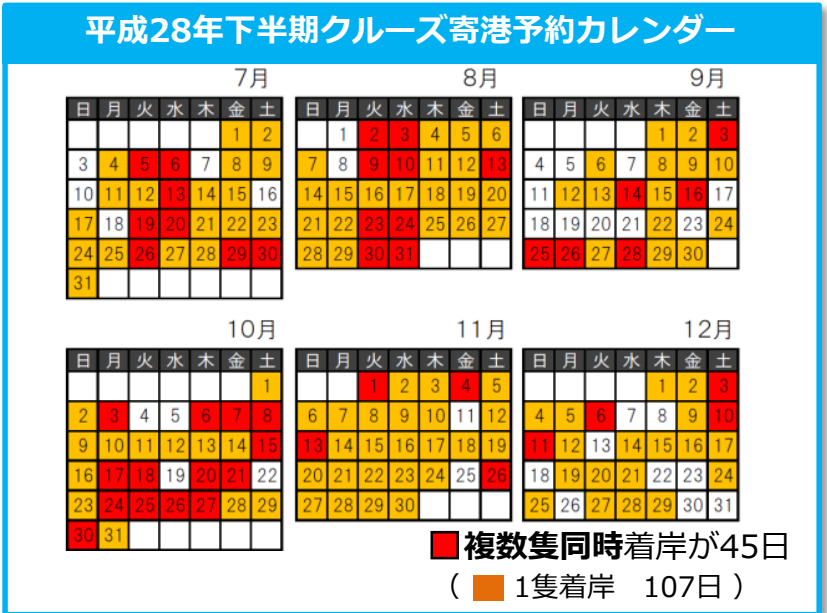 平成28年下半期クルーズ寄港予約カレンダー
7月
日 月 火 水 木 金 土
1 2
3 4 5 6 7 8 9
10 11 12 13 14 15 16
17 18 19 20 21 22 23
24 25 26 27 28 29 30
31
8月
日 月 火 水 木 金 土
1 2 3 4 5 6
7 8 9 10 11 12 13
14 15 16 17 18 19 20
21 22 23 24 25 26 27
28 29 30 31
9月
日 月 火 水 木 金 土
1 2 3
4 5 6 7 8 9 10
11 12 13 14 15 16 17
18 19 20 21 22 23 24
25 26 27 28 29 30
10月
日 月 火 水 木 金 土
1
2 3 4 5 6 7 8
9 10 11 12 13 14 15
16 17 18 19 20 21 22
23 24 25 26 27 28 29
30 31
11月
日 月 火 水 木 金 土
1 2 3 4 5
6 7 8 9 10 11 12
13 14 15 16 17 18 19
20 21 22 23 24 25 26
27 28 29 30
12月
日 月 火 水 木 金 土
1 2 3
4 5 6 7 8 9 10
11 12 13 14 15 16 17
18 19 20 21 22 23 24
25 26 27 28 29 30 31
■複数隻同時着岸が45日
（ ■ 1隻着岸　107日 ）